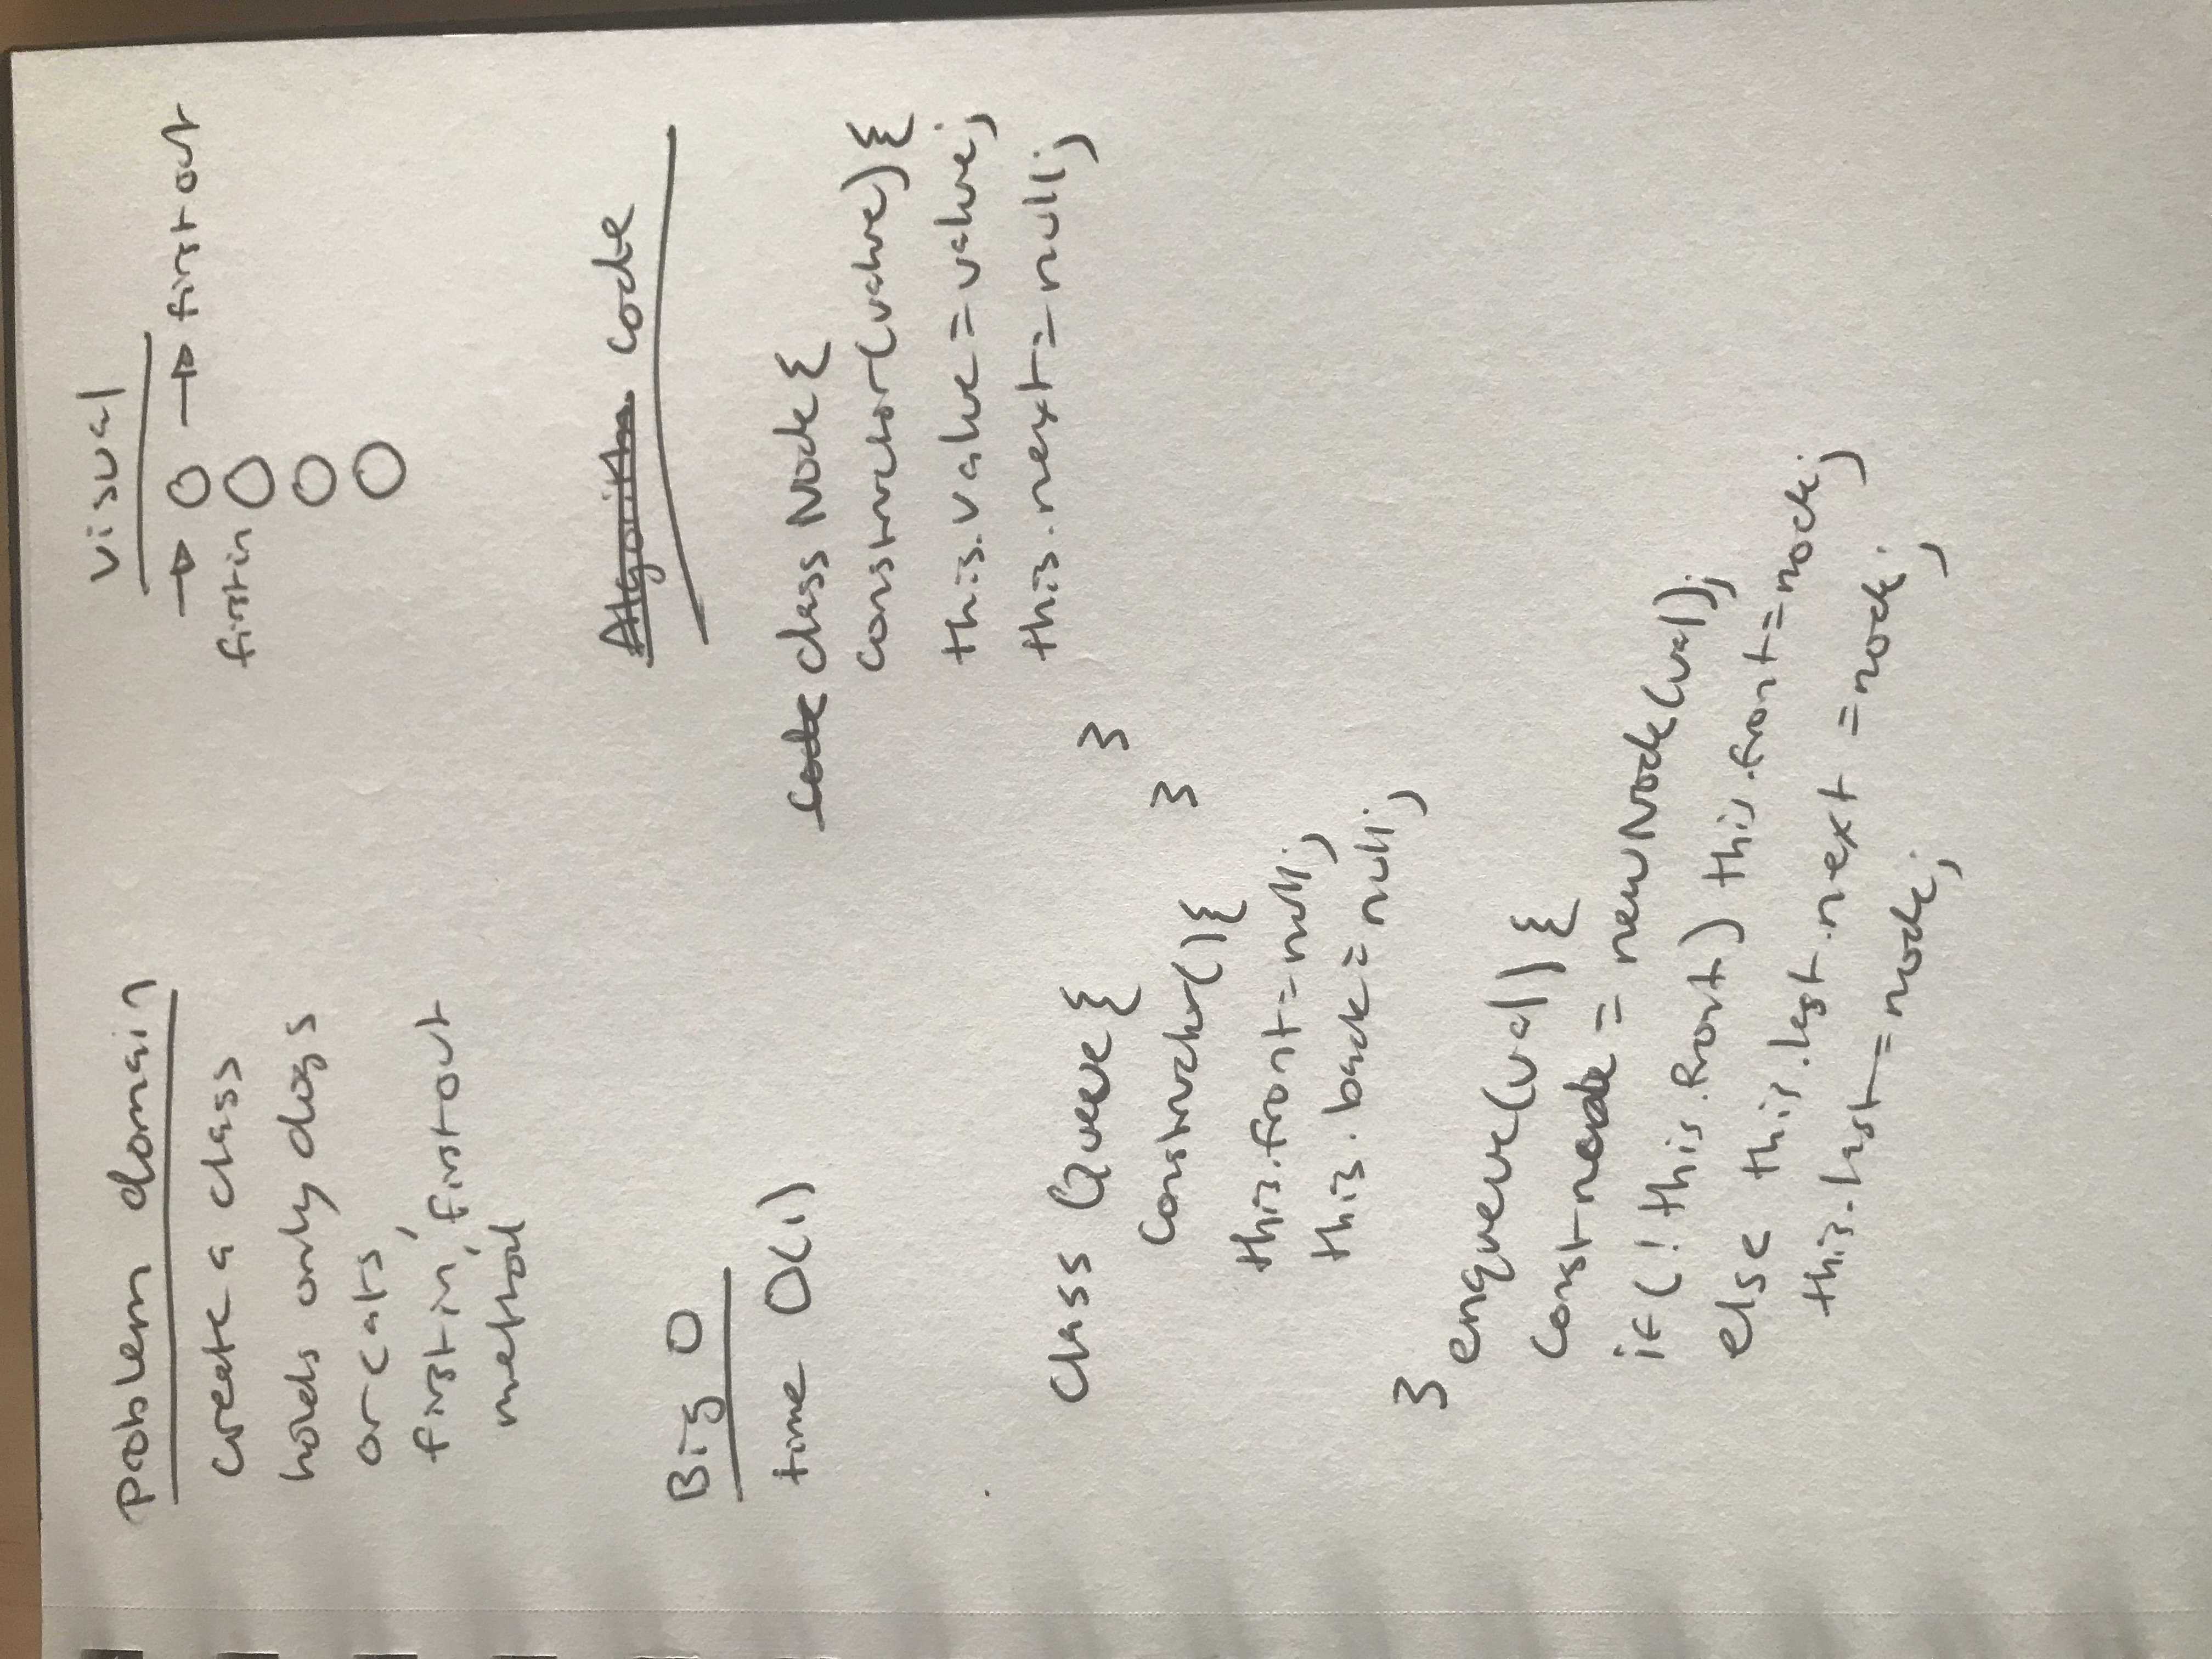 Problem domain
create a class
holds only dogs
or cats,
first in, first out
method
visual
→ O → first out
first in O
O
O
Big O
time O(1)
Algorithm code
Code class Node {
constructor(value) {
this.value = value;
this.next = null;
}
}
class Queue {
constructor() {
this.front = null;
this.back = null;
}
enqueue(val) {
const node = new Node(val);
if (! this.front) this.front = node;
else this.last.next = node;
this.last = node;